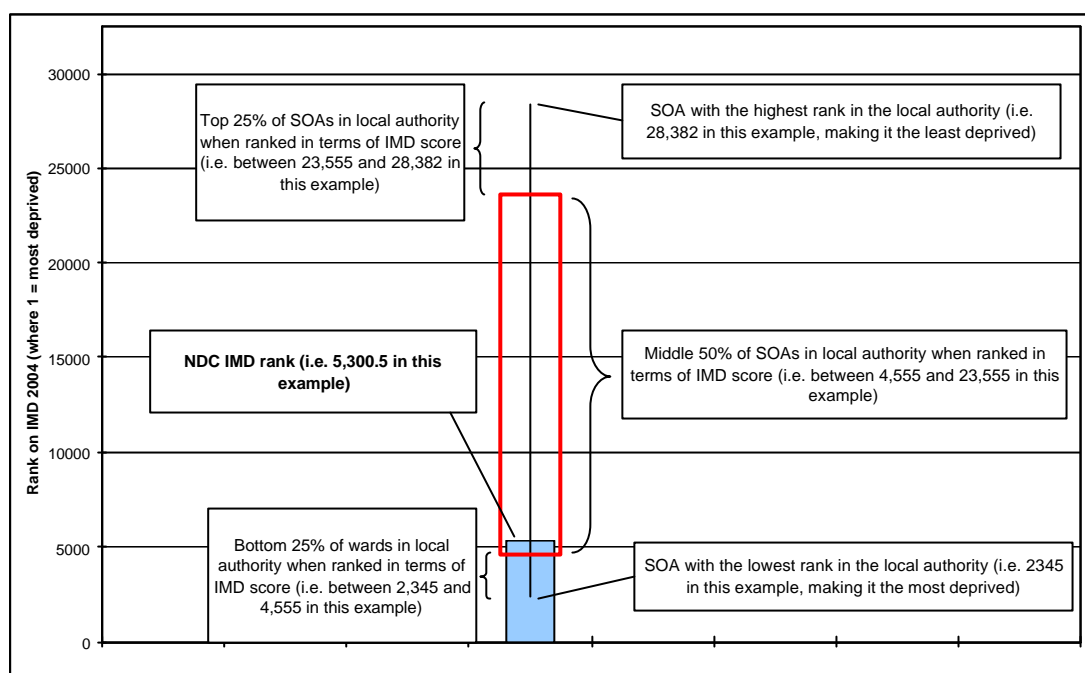 30000
25000
20000
15000
10000
5000
0
Rank on IMD 2004 (where 1 = most deprived)
Top 25% of SOAs in local authority
when ranked in terms of IMD score
(i.e. between 23,555 and 28,382 in
this example)
SOA with the highest rank in the local authority (i.e.
28,382 in this example, making it the least deprived)
NDC IMD rank (i.e. 5,300.5 in this
example)
Middle 50% of SOAs in local authority when ranked in
terms of IMD score (i.e. between 4,555 and 23,555 in this
example)
Bottom 25% of wards in local
authority when ranked in terms of
IMD score (i.e. between 2,345 and
4,555 in this example)
SOA with the lowest rank in the local authority (i.e. 2345
in this example, making it the most deprived)